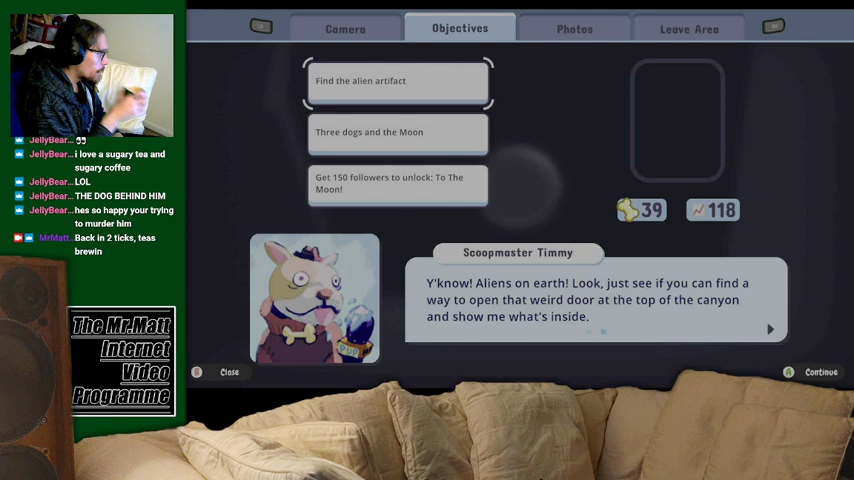 LB
Camera
Objectives
Photos
Leave Area
Find the alien artifact
Three dogs and the Moon
Get 150 followers to unlock: To The
Moon!
39
118
Scoopmaster Timmy
Y'know! Aliens on earth! Look, just see if you can find a
way to open that weird door at the top of the canyon
and show me what's inside.
PUP
B Close
A Continue
JellyBear...
JellyBear... i love a sugary tea and
sugary coffee
JellyBear... LOL
JellyBear... THE DOG BEHIND HIM
JellyBear... hes so happy your trying
to murder him
MrMatt... Back in 2 ticks, teas
brewin
The Mr.Matt
Internet
Video
Programme